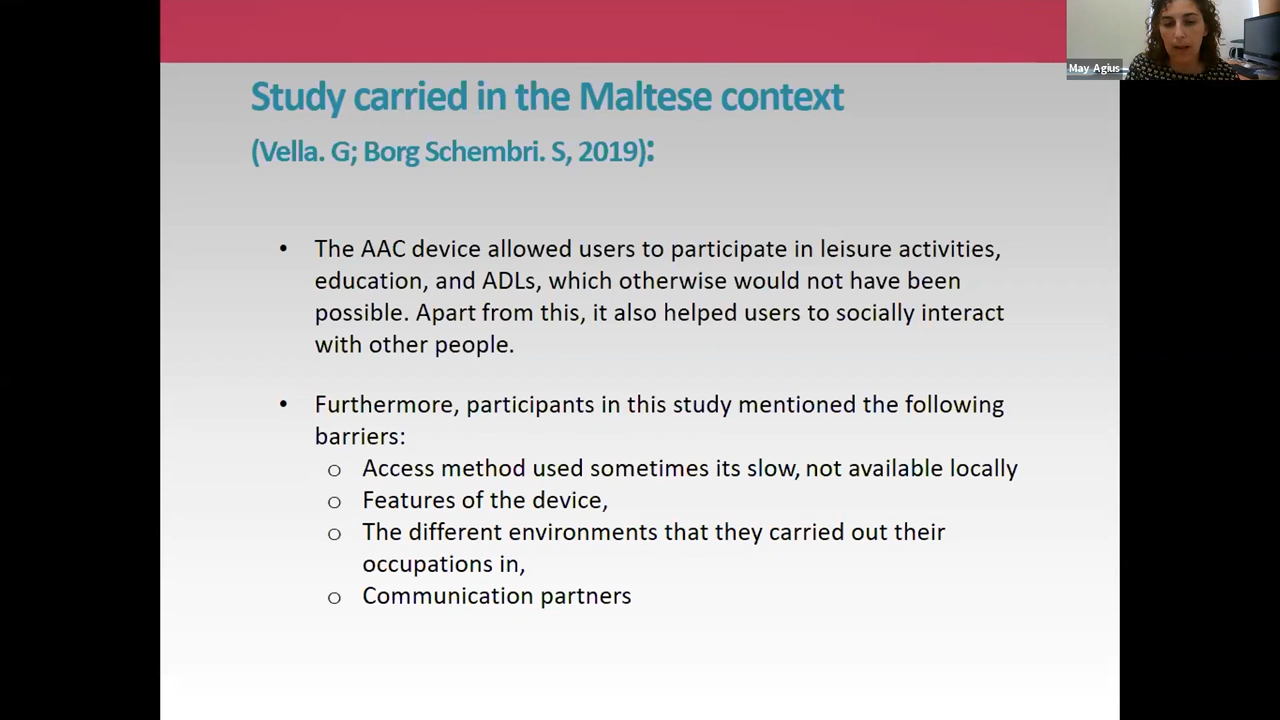 May Agius
Study carried in the Maltese context
(Vella. G; Borg Schembri. S, 2019):
• The AAC device allowed users to participate in leisure activities,
education, and ADLs, which otherwise would not have been
possible. Apart from this, it also helped users to socially interact
with other people.
• Furthermore, participants in this study mentioned the following
barriers:
o Access method used sometimes its slow, not available locally
o Features of the device,
o The different environments that they carried out their
occupations in,
o Communication partners